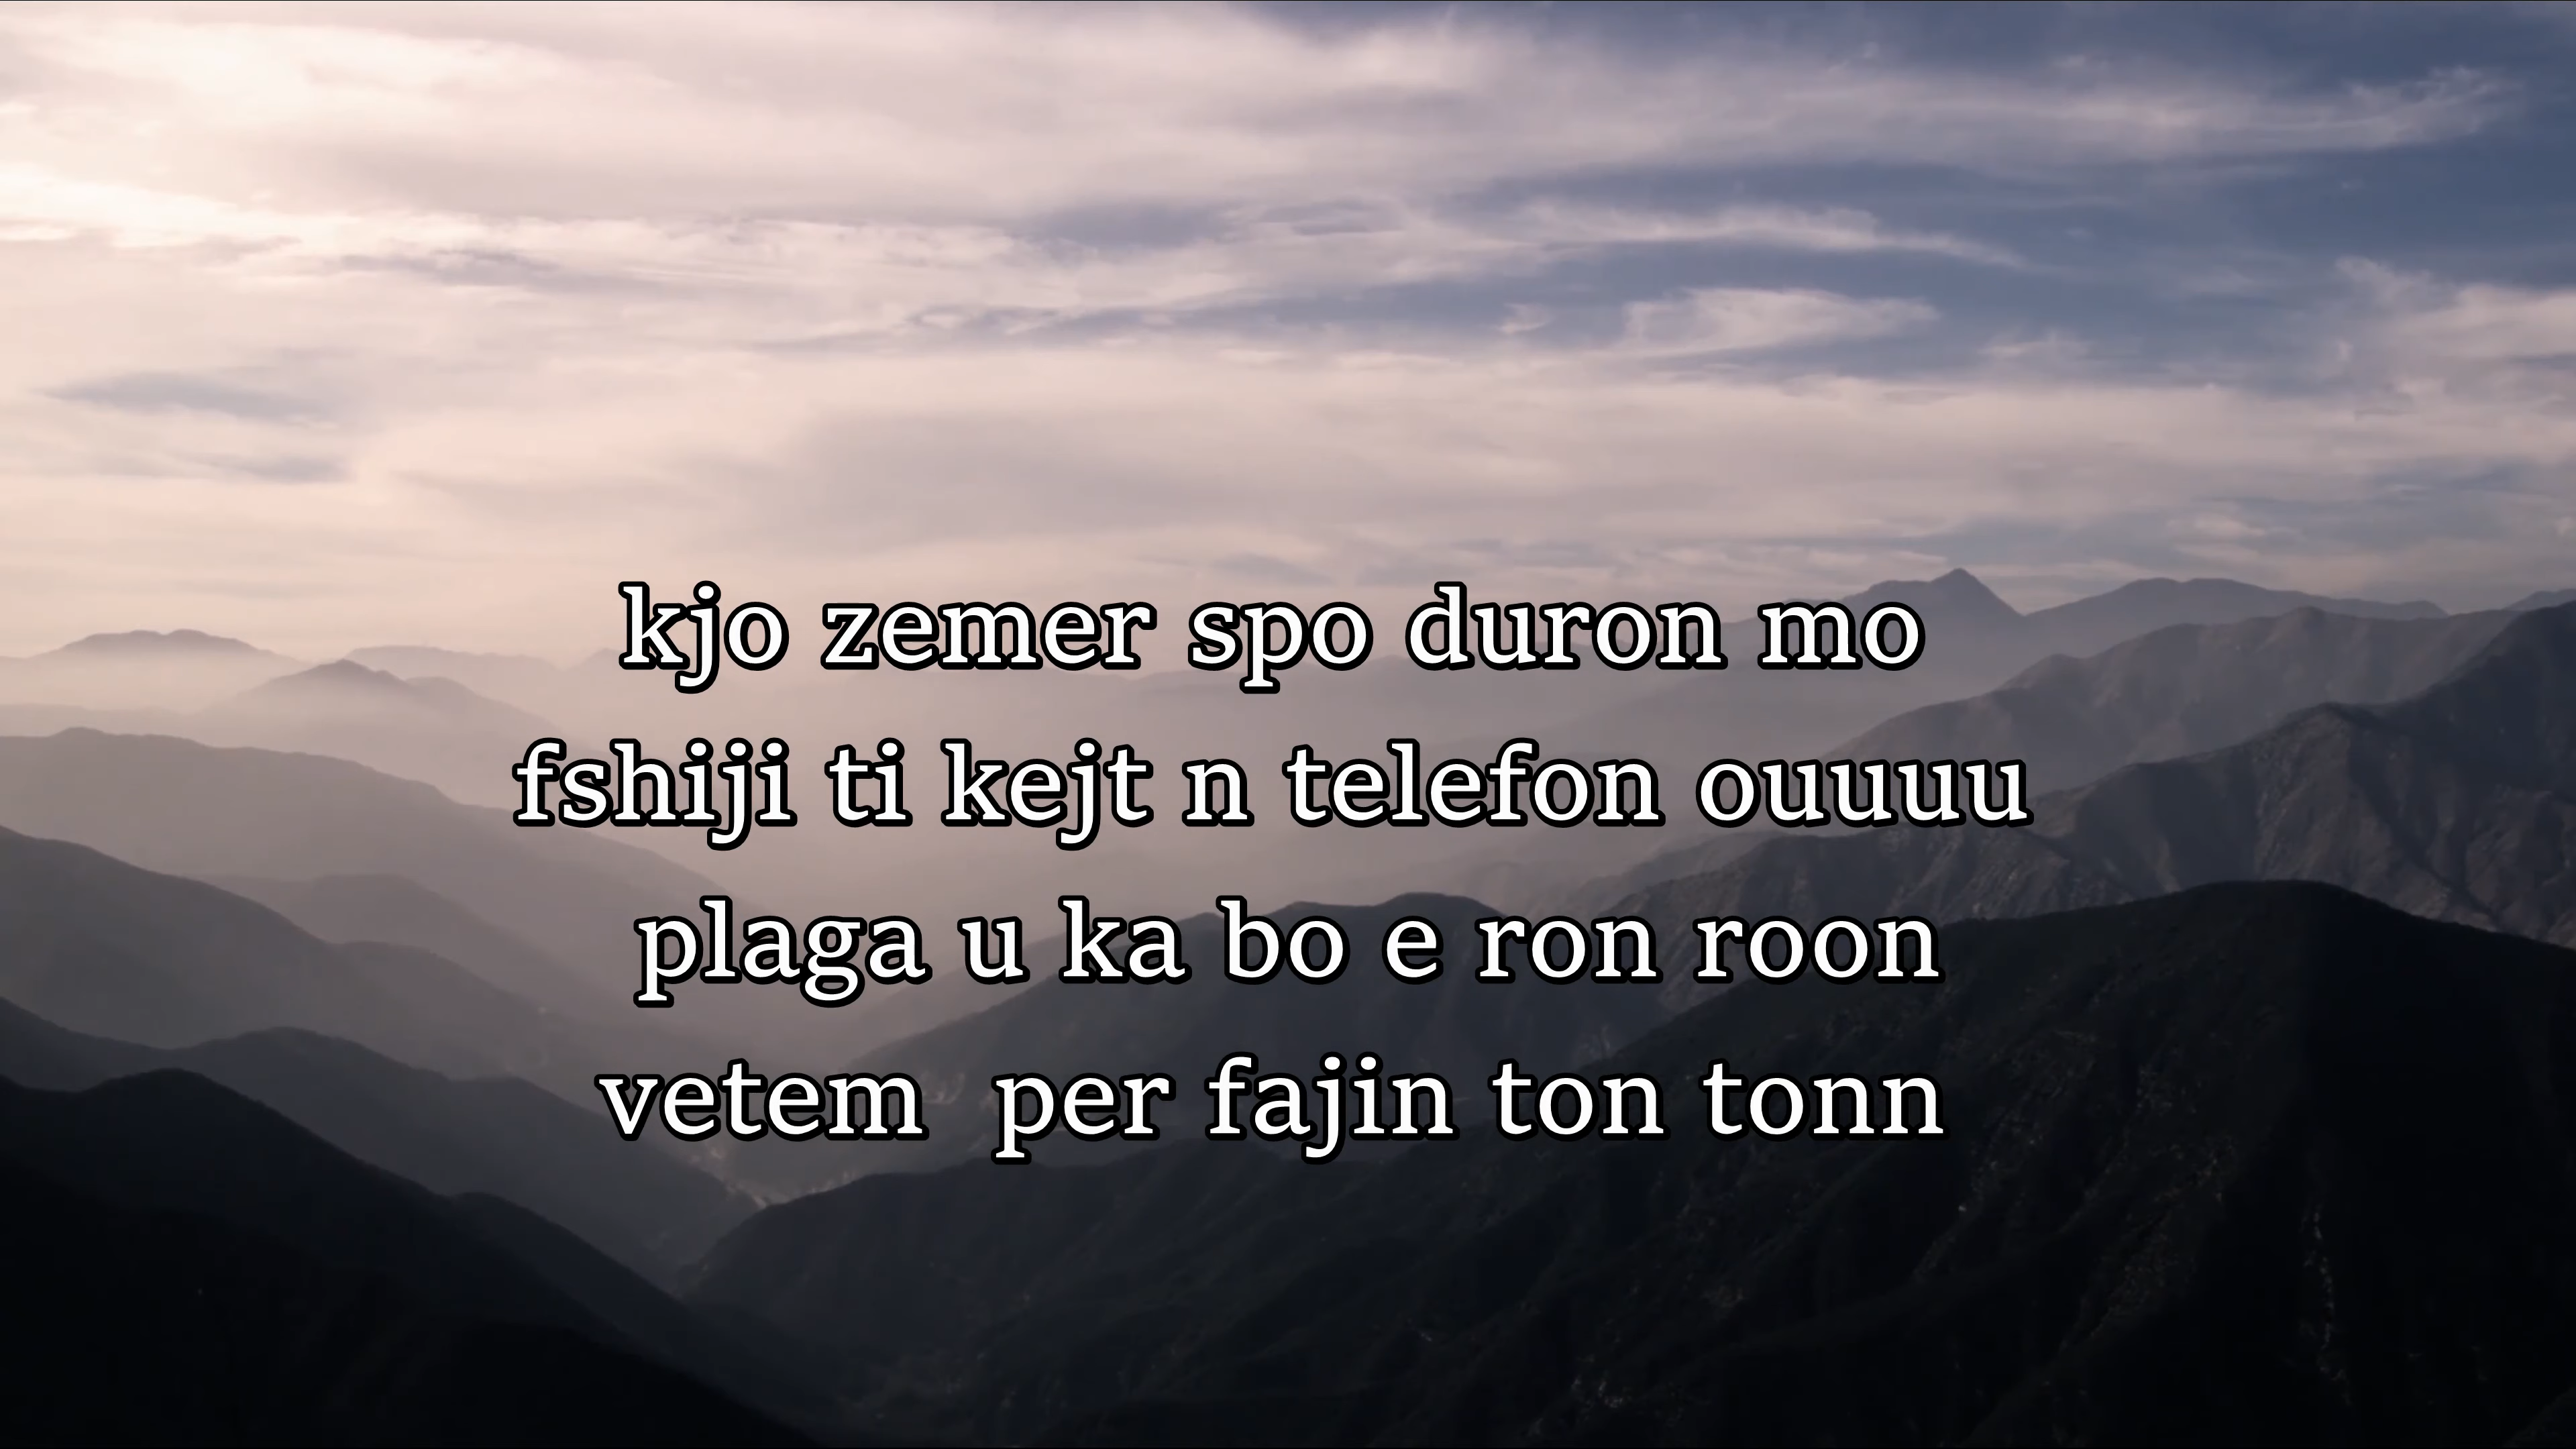 kjo zemer spo duron mo
fshiji ti kejt n telefon ouuuu
plaga u ka bo e ron roon
vetem  per fajin ton tonn